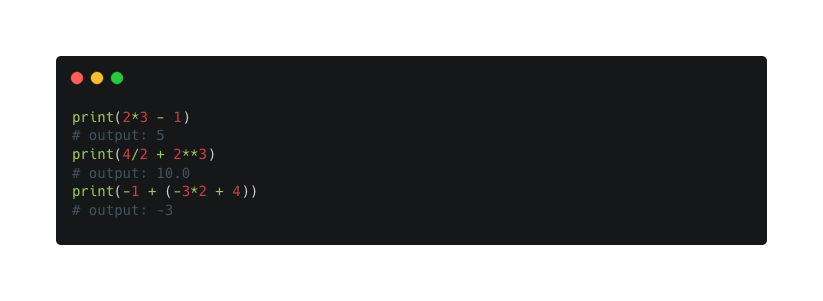 print(2*3 - 1)
# output: 5
print(4/2 + 2**3)
# output: 10.0
print(-1 + (-3*2 + 4))
# output: -3